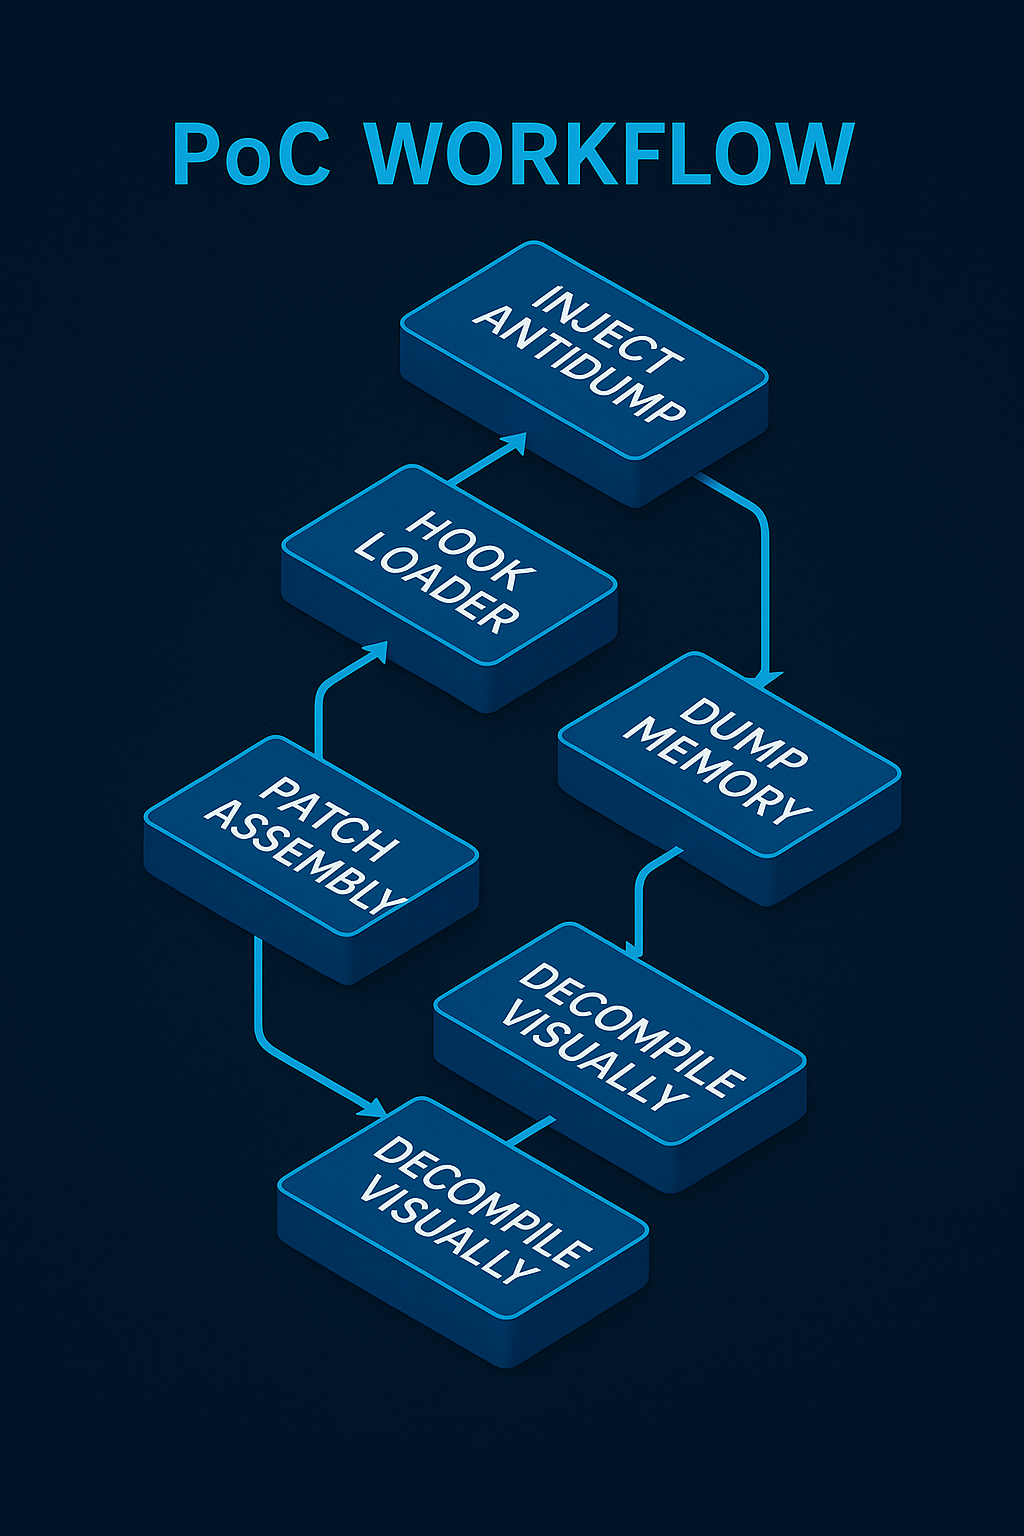 PoC WORKFLOW
INJECT
ANTIDUMP
HOOK
LOADER
DUMP
MEMORY
PATCH
ASSEMBLY
DECOMPILE
VISUALLY
DECOMPILE
VISUALLY